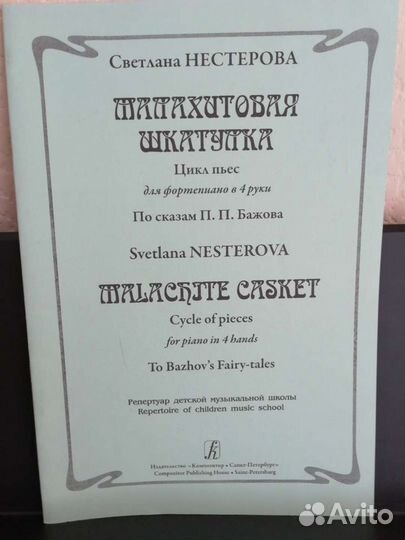 Светлана НЕСТЕРОВА
МАЛАХИТОВАЯ
ШКАТУЛКА
Цикл пьес
для фортепиано в 4 руки
По сказам П. П. Бажова
Svetlana NESTEROVA
MALACHITE CASKET
Cycle of pieces
for piano in 4 hands
To Bazhov's Fairy-tales
Репертуар детской музыкальной школы
Repertoire of children music school
Издательство «Композитор • Санкт-Петербург»
Compozitor Publishing House • Saint-Petersburg
Avito